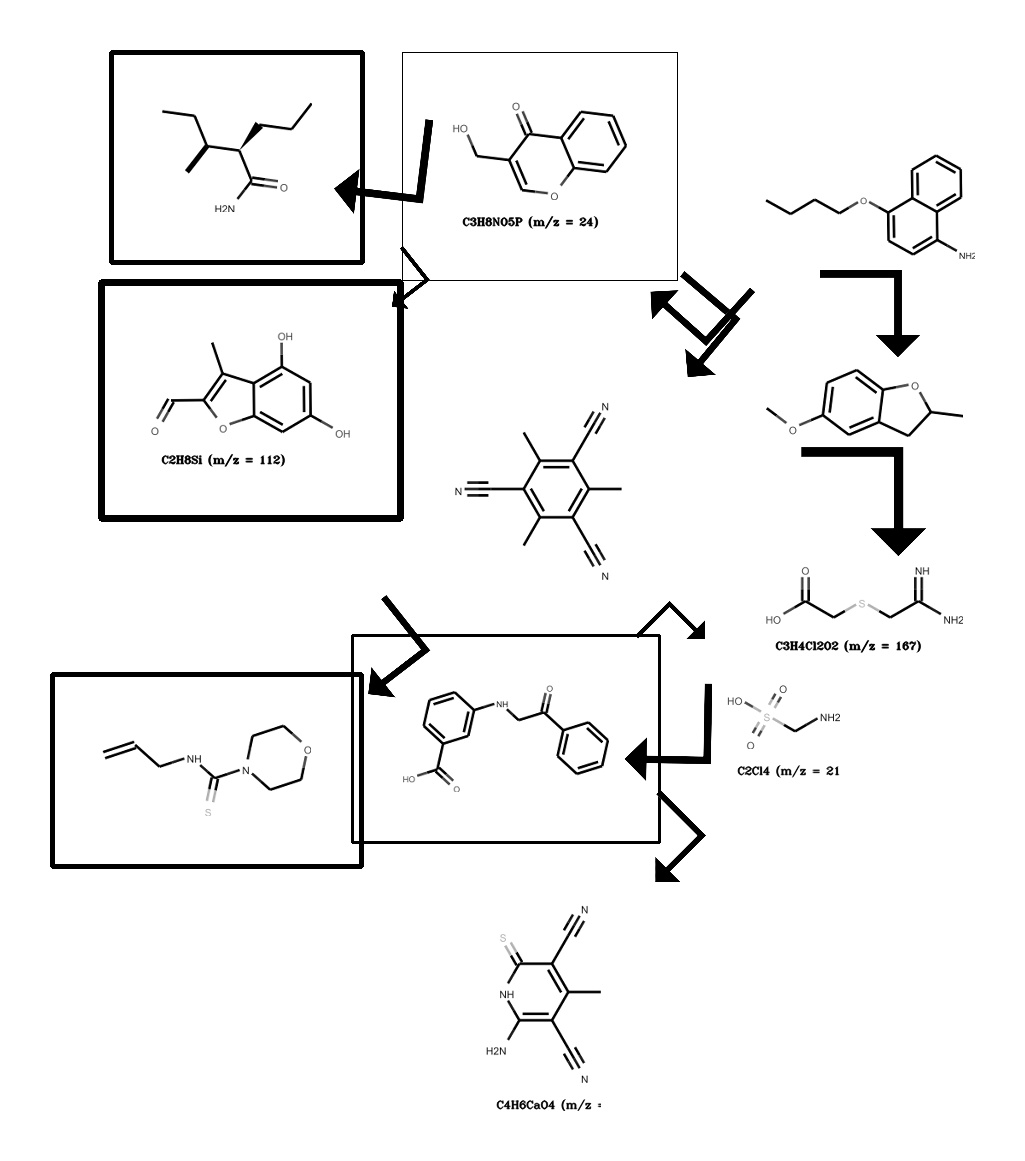 O
HO
O
C3H8NO5P (m/z = 24)
H2N
O
O
NH2
OH
O
O
OH
C2H8Si (m/z = 112)
O
O
N
N
N
O
NH
HO
S
NH2
C3H4Cl2O2 (m/z = 167)
NH
O
HO
O
O
HO
S
NH2
O
C2Cl4 (m/z = 21
NH
N
O
S
N
S
NH
H2N
N
C4H6CaO4 (m/z =